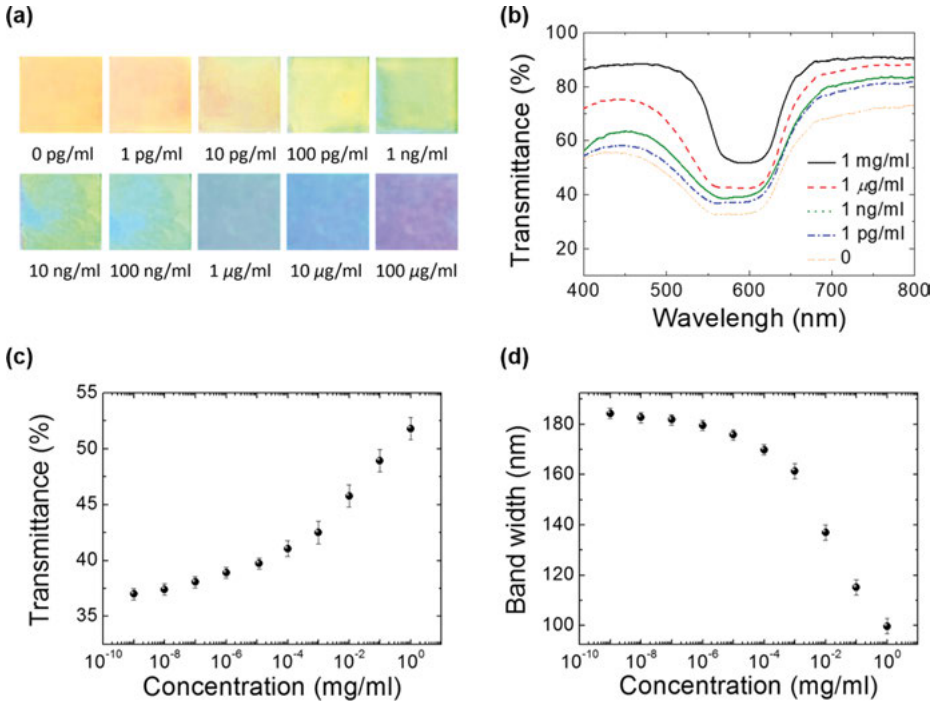 (a)
0 pg/ml 1 pg/ml 10 pg/ml 100 pg/ml 1 ng/ml
10 ng/ml 100 ng/ml 1 µg/ml 10 µg/ml 100 µg/ml
(b)
100
80
60
40
20
Transmittance (%)
1 mg/ml
1 µg/ml
1 ng/ml
1 pg/ml
0
400 500 600 700 800
Wavelengh (nm)
(c)
55
50
45
40
35
Transmittance (%)
10⁻¹⁰ 10⁻⁸ 10⁻⁶ 10⁻⁴ 10⁻² 10⁰
Concentration (mg/ml)
(d)
180
160
140
120
100
Band width (nm)
10⁻¹⁰ 10⁻⁸ 10⁻⁶ 10⁻⁴ 10⁻² 10⁰
Concentration (mg/ml)